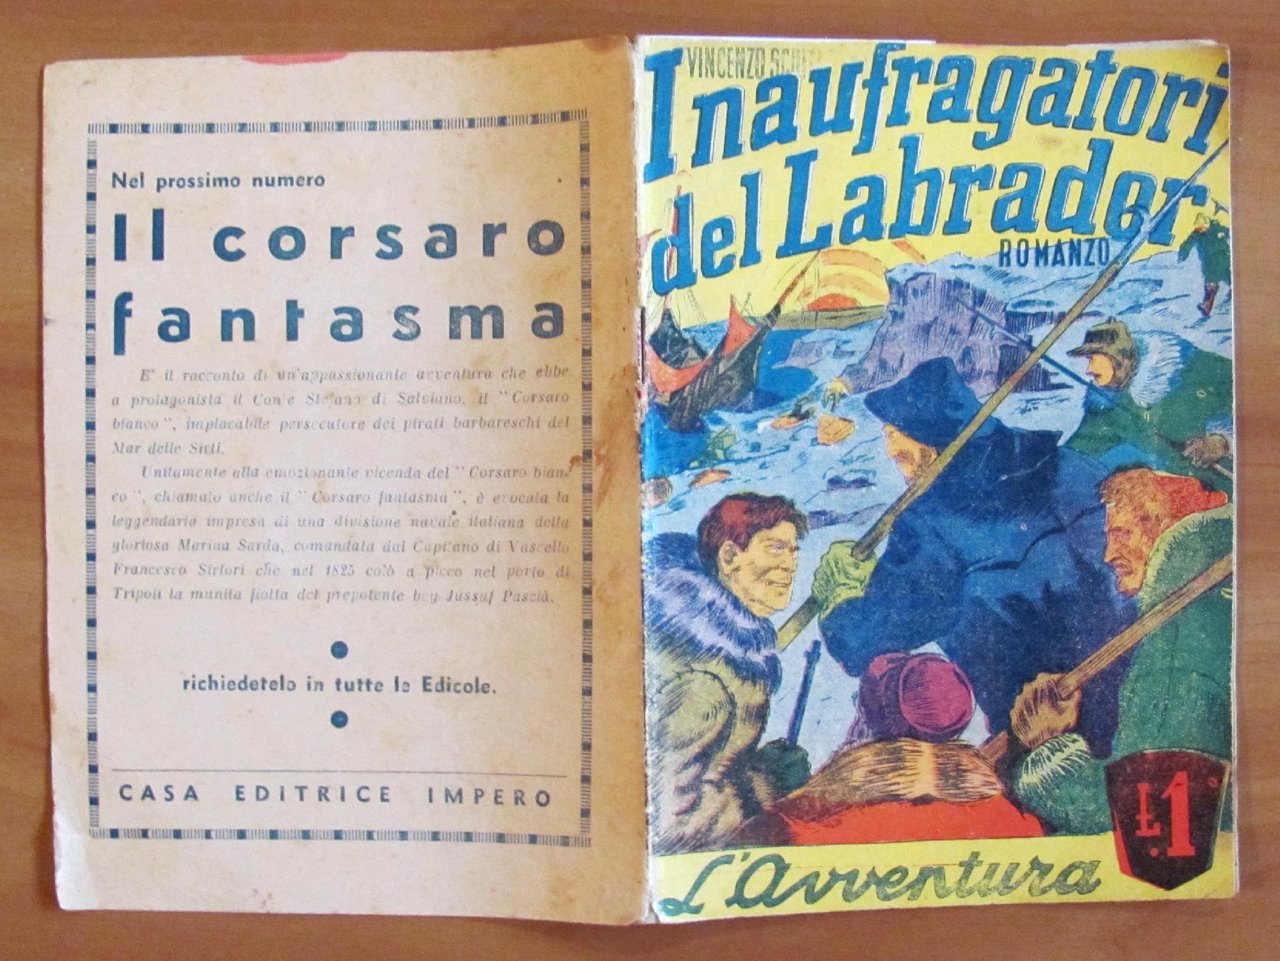 Nel prossimo numero
Il corsaro
fantasma
E' il racconto di un'appassionante avventura che ebbe
a protagonista il Conte Stefano di Salviano, il "Corsaro
bianco", implacabile persecutore dei pirati barbareschi del
Mar delle Sirti.
Unitamente alla emozionante vicenda del "Corsaro bian-
co", chiamato anche il "Corsaro fantasma", è evocata la
leggendaria impresa di una divisione navale italiana della
gloriosa Marina Sarda, comandata dal Capitano di Vascello
Francesco Sirtori che nel 1825 colò a picco nel porto di
Tripoli la munita flotta del prepotente bey Jussuf Pascià.
richiedetelo in tutte le Edicole.
CASA EDITRICE IMPERO
VINCENZO
I naufragatori
del Labrador
ROMANZO
L. 1
L'Avventura